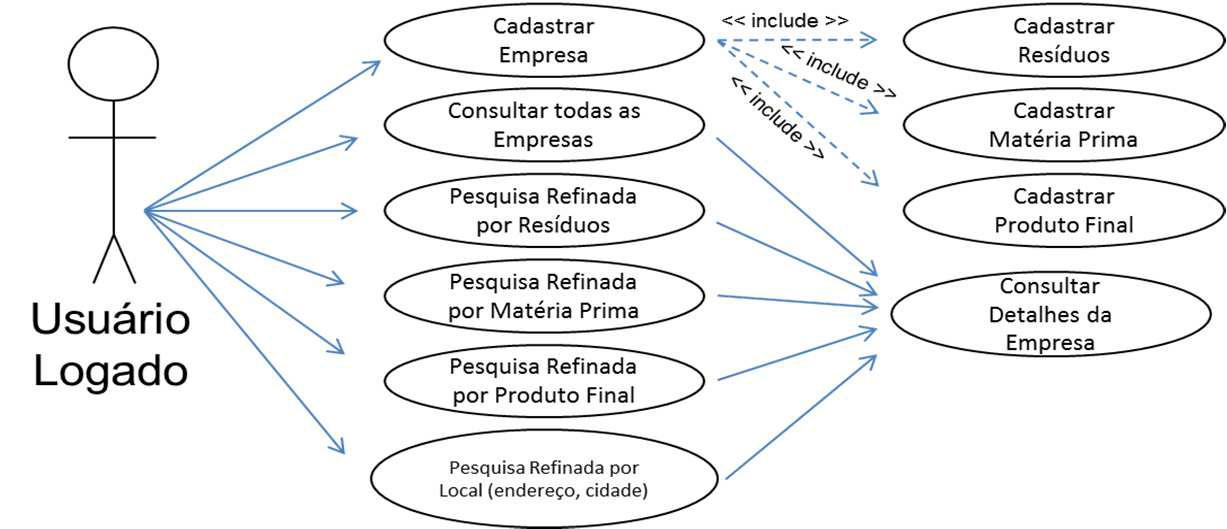 Usuário
Logado
Cadastrar
Empresa
Consultar todas as
Empresas
Pesquisa Refinada
por Resíduos
Pesquisa Refinada
por Matéria Prima
Pesquisa Refinada
por Produto Final
Pesquisa Refinada por
Local (endereço, cidade)
<< include >>
<< include >>
<< include >>
Cadastrar
Resíduos
Cadastrar
Matéria Prima
Cadastrar
Produto Final
Consultar
Detalhes da
Empresa